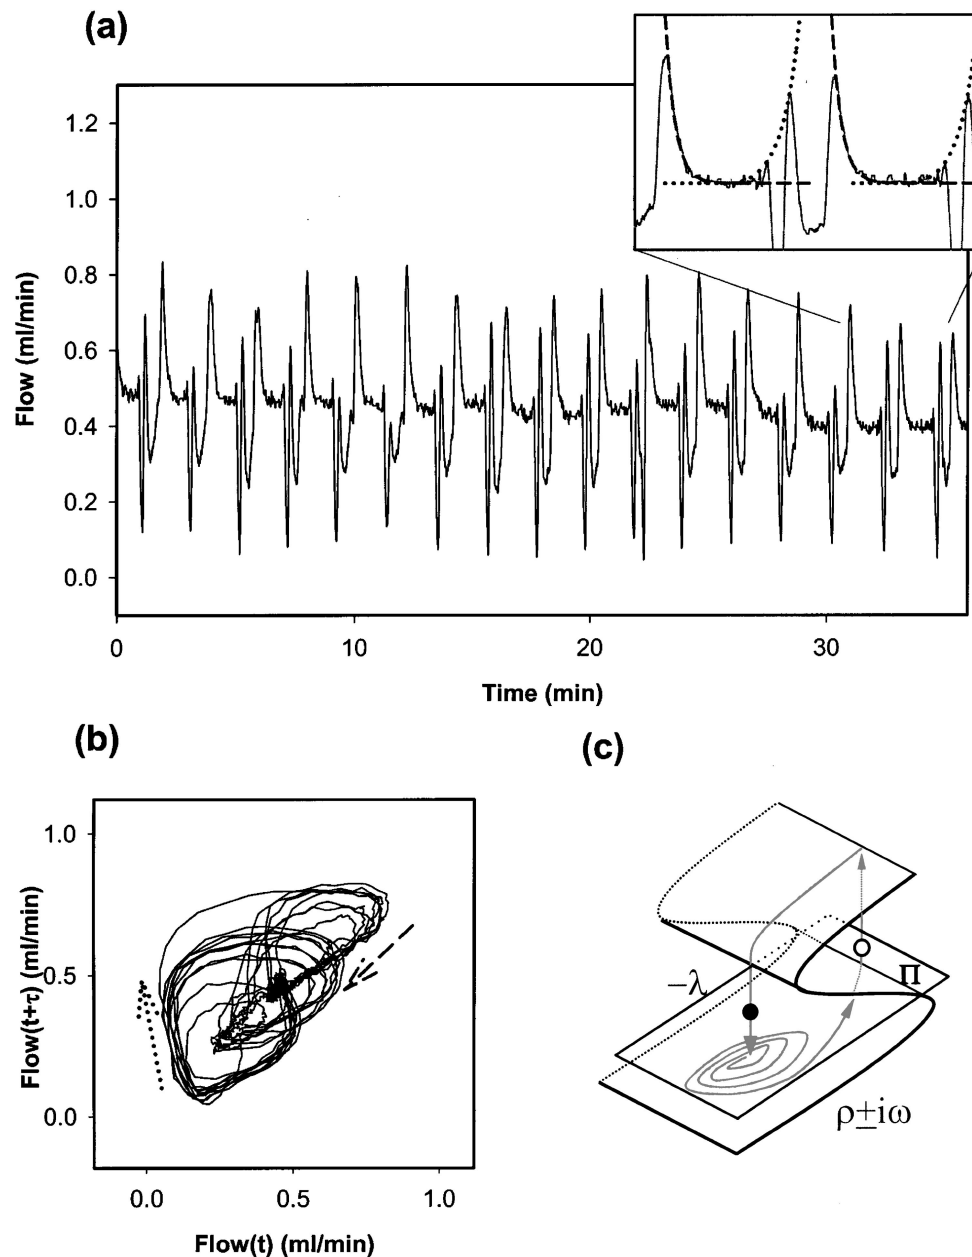 (a)
1.2
1.0
0.8
0.6
0.4
0.2
0.0
Flow (ml/min)
0 10 20 30
Time (min)
(b)
1.0
0.5
0.0
Flow(t+τ) (ml/min)
0.0 0.5 1.0
Flow(t) (ml/min)
(c)
−λ
Π
ρ±iω